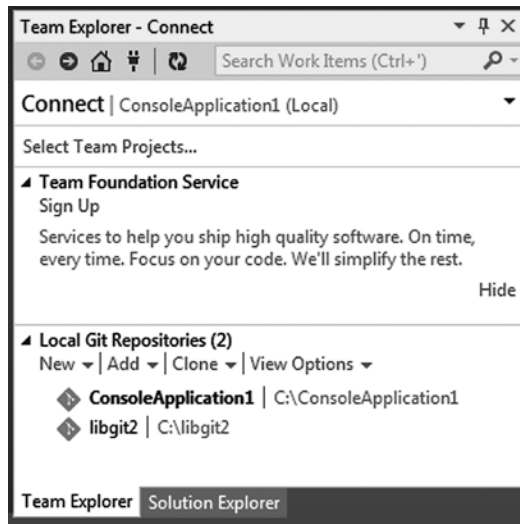 Team Explorer - Connect
Search Work Items (Ctrl+')
Connect | ConsoleApplication1 (Local)
Select Team Projects...
Team Foundation Service
Sign Up
Services to help you ship high quality software. On time,
every time. Focus on your code. We'll simplify the rest.
Hide
Local Git Repositories (2)
New | Add | Clone | View Options
ConsoleApplication1 | C:\ConsoleApplication1
libgit2 | C:\libgit2
Team Explorer Solution Explorer